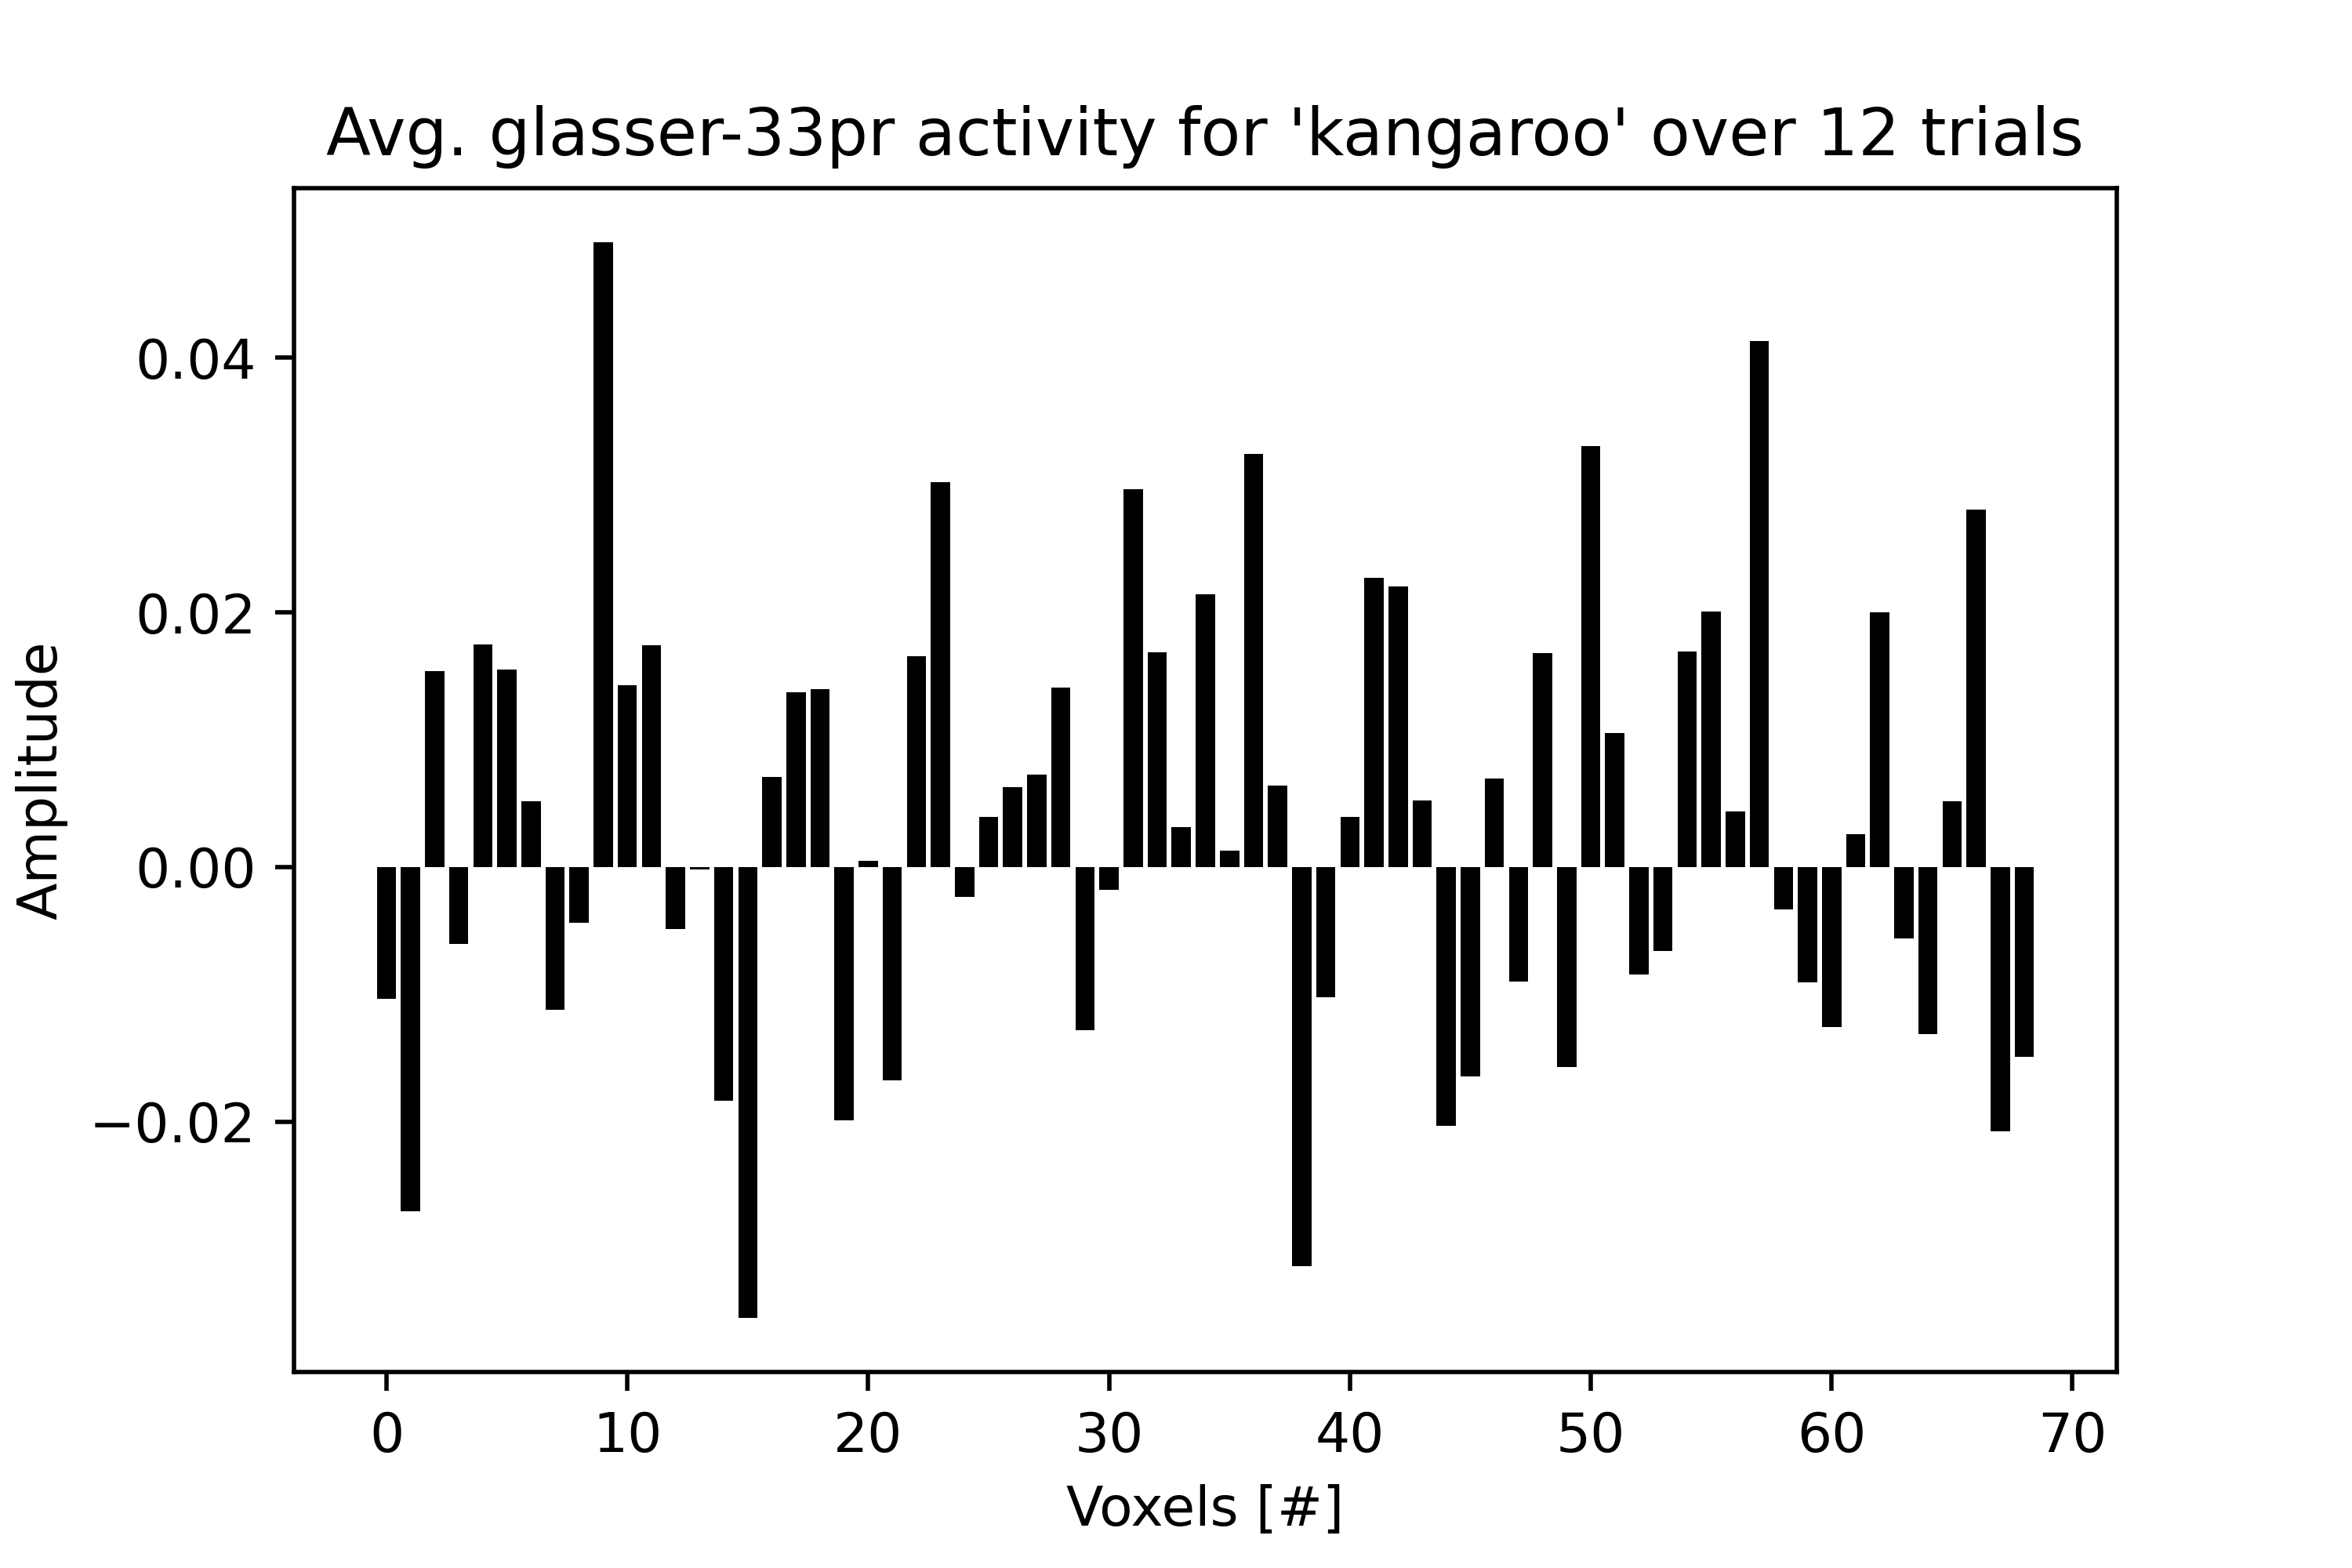 Avg. glasser-33pr activity for 'kangaroo' over 12 trials
Amplitude
0.04
0.02
0.00
−0.02
0 10 20 30 40 50 60 70
Voxels [#]